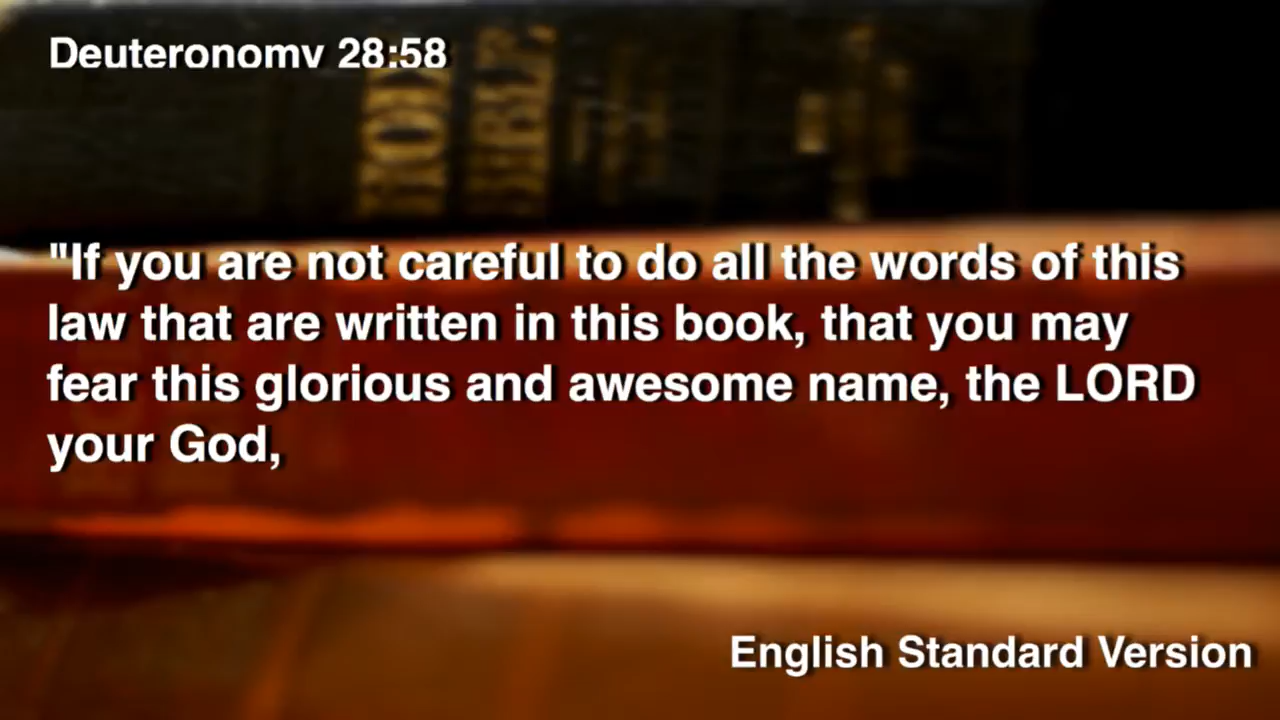 Deuteronomy 28:58
HOLY BIBLE
"If you are not careful to do all the words of this
law that are written in this book, that you may
fear this glorious and awesome name, the LORD
your God,
English Standard Version